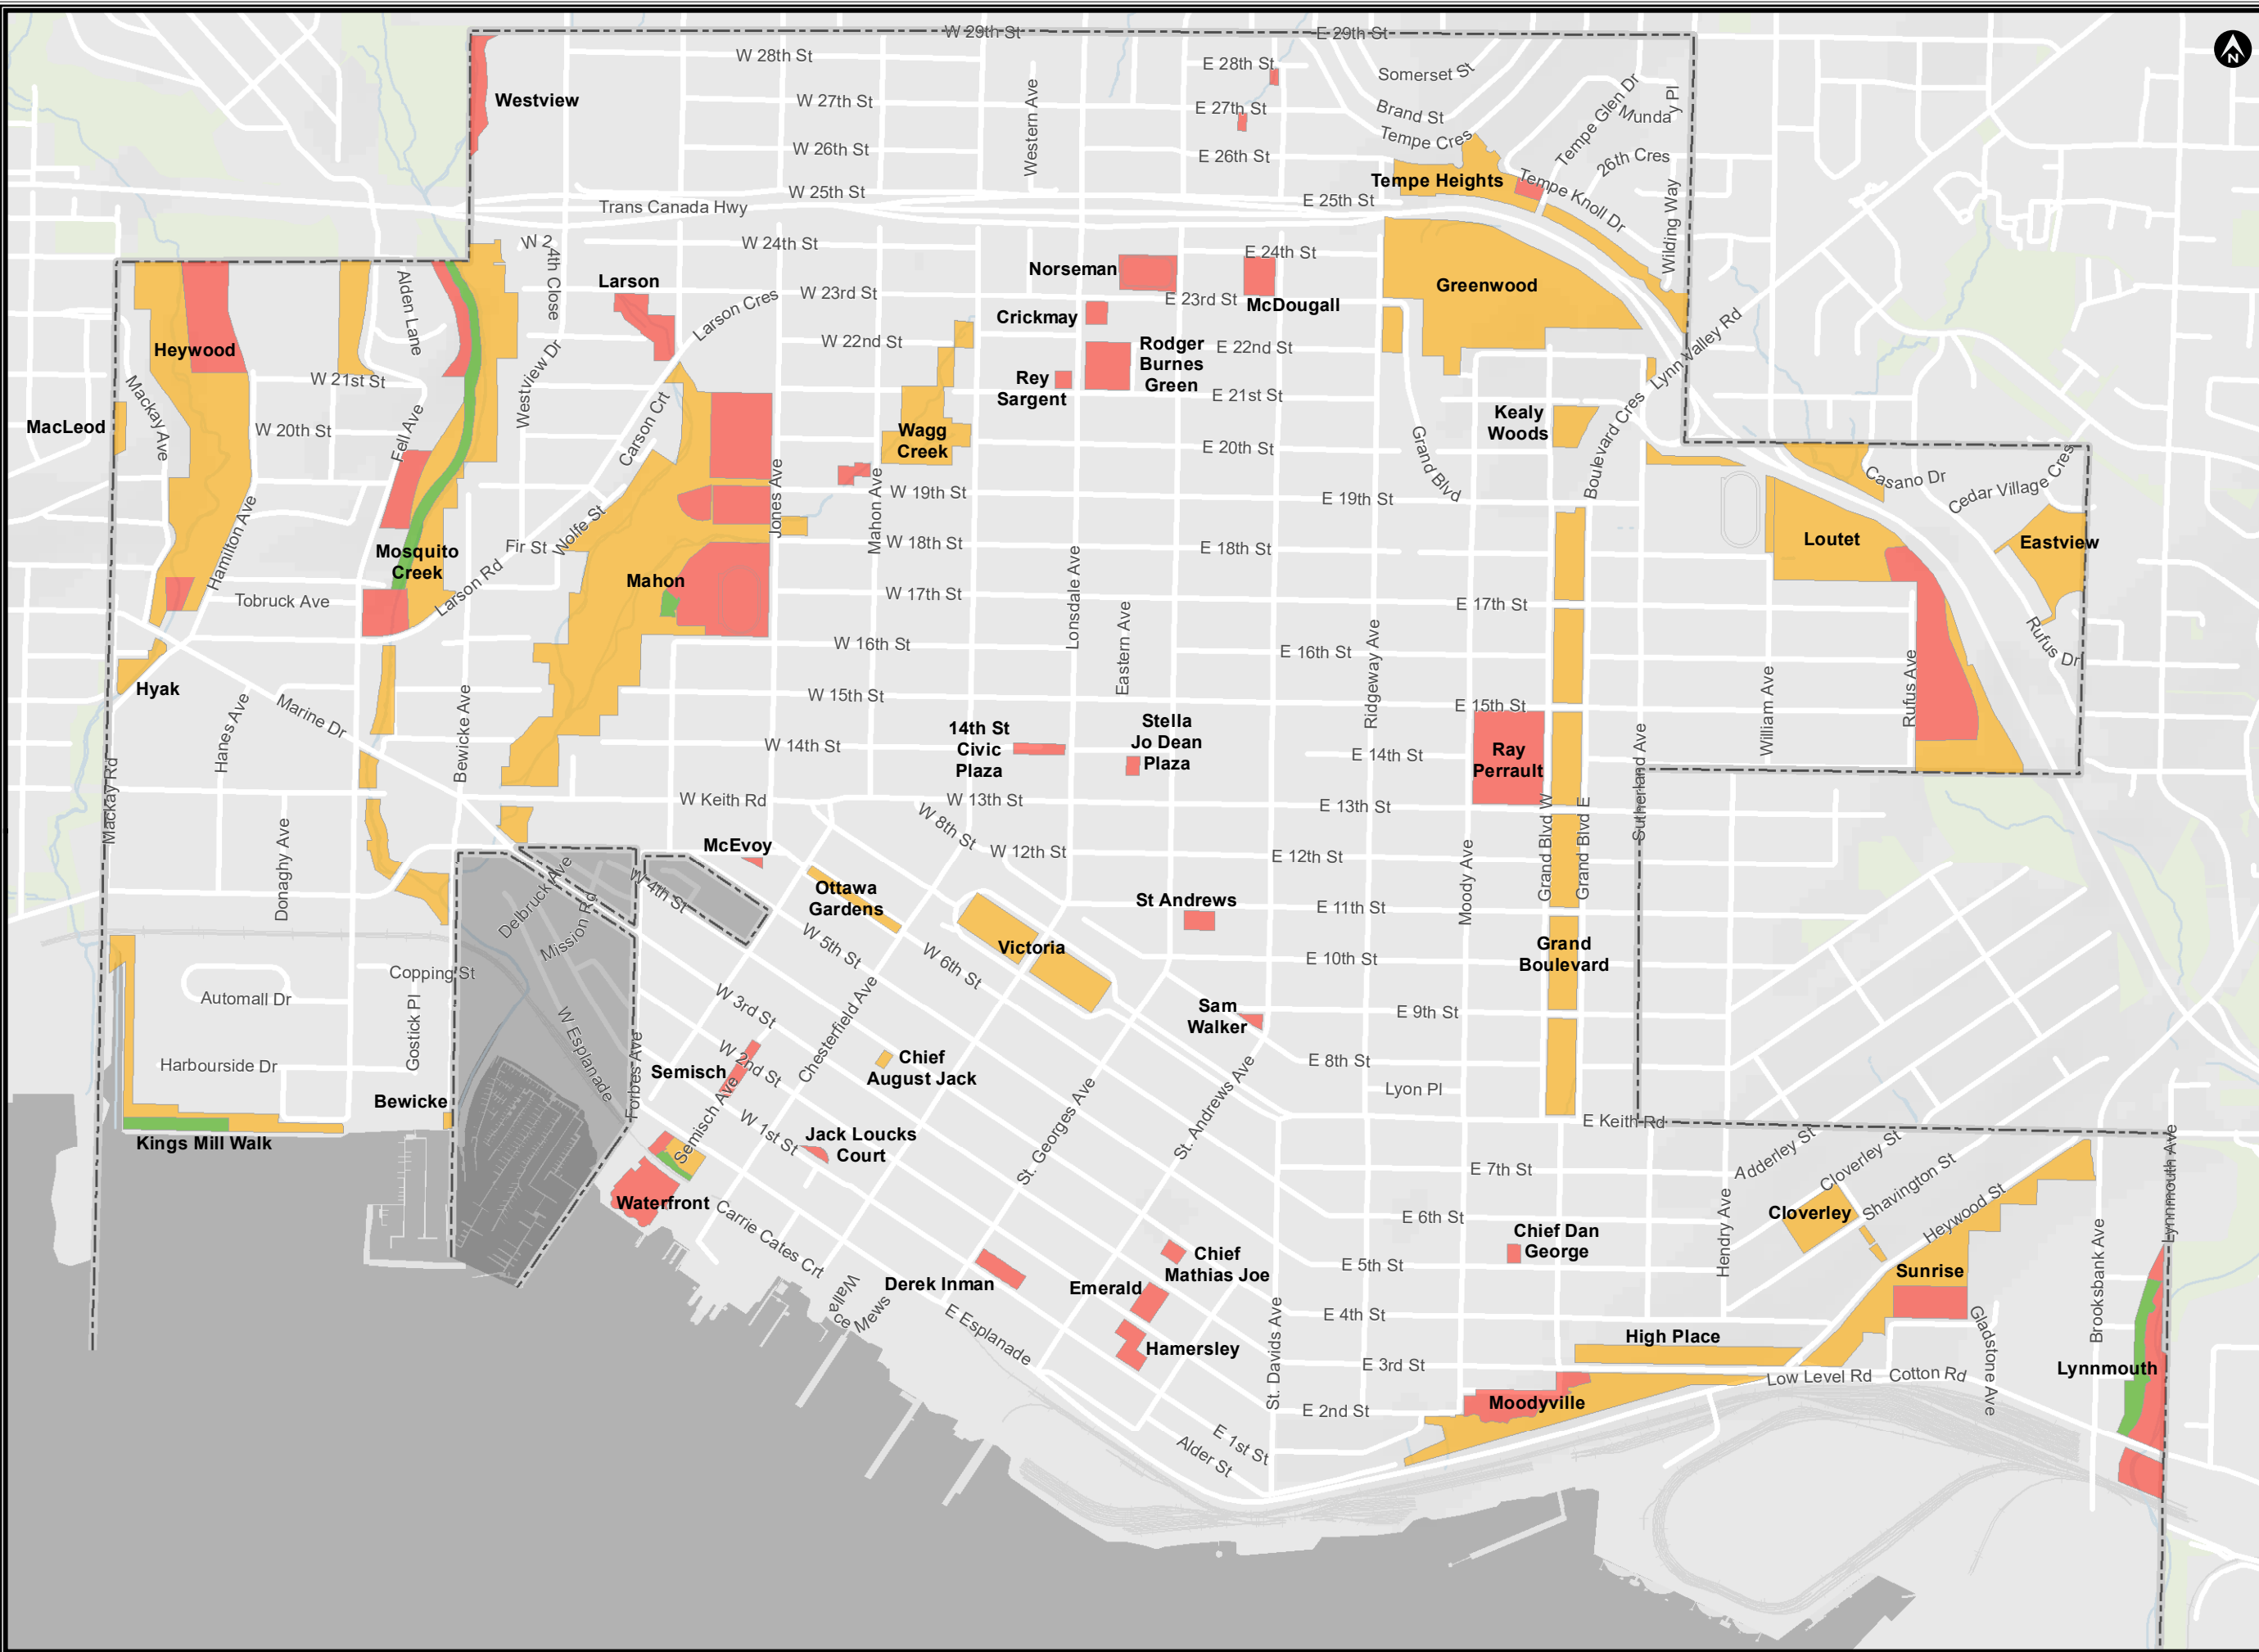 N
W 29th St
E 29th St
W 28th St
E 28th St
Somerset St
Westview
W 27th St
Western Ave
E 27th St
Brand St
Tempe Glen Dr
Munday Pl
Tempe Cres
W 26th St
E 26th St
26th Cres
Tempe Heights
Tempe Knoll Dr
W 25th St
E 25th St
Trans Canada Hwy
Wilding Way
W 24th Close
W 24th St
E 24th St
Larson
Norseman
Greenwood
Alden Lane
Larson Cres
W 23rd St
E 23rd St
McDougall
Crickmay
Lynn Valley Rd
Heywood
W 22nd St
Rodger
Burnes
Green
E 22nd St
Rey
Sargent
W 21st St
Westview Dr
E 21st St
Mackay Ave
MacLeod
Fell Ave
W 20th St
Carson Crt
Wagg
Creek
E 20th St
Kealy
Woods
Boulevard Cres
Grand Blvd
Casano Dr
Cedar Village Cres
Jones Ave
Mahon Ave
W 19th St
E 19th St
Hamilton Ave
Mosquito
Creek
Fir St
Wolfe St
W 18th St
E 18th St
Loutet
Eastview
Larson Rd
Mahon
Lonsdale Ave
Tobruck Ave
W 17th St
E 17th St
Eastern Ave
W 16th St
E 16th St
Ridgeway Ave
Rufus Dr
Hyak
W 15th St
E 15th St
William Ave
Rufus Ave
Marine Dr
Hanes Ave
Bewicke Ave
W 14th St
14th St
Civic
Plaza
Stella
Jo Dean
Plaza
E 14th St
Ray
Perrault
Mackay Rd
W Keith Rd
W 13th St
E 13th St
Grand Blvd W
Grand Blvd E
Sutherland Ave
Donaghy Ave
McEvoy
W 8th St
W 12th St
E 12th St
Moody Ave
Delbruck Ave
W 4th St
Mission Rd
Ottawa
Gardens
St Andrews
E 11th St
W 5th St
W 6th St
Victoria
E 10th St
Grand
Boulevard
Copping St
Automall Dr
Gostick Pl
W 3rd St
Chesterfield Ave
Sam
Walker
E 9th St
W Esplanade
Forbes Ave
Harbourside Dr
Semisch
W 2nd St
Chief
August Jack
E 8th St
Lyon Pl
Bewicke
Kings Mill Walk
Semisch Ave
W 1st St
Jack Loucks
Court
St. Georges Ave
St. Andrews Ave
E Keith Rd
E 7th St
Adderley St
Cloverley St
Shavington St
Heywood St
Lynnmouth Ave
Waterfront
Carrie Cates Crt
E 6th St
Hendry Ave
Cloverley
Chief Dan
George
Chief
Mathias Joe
E 5th St
Sunrise
Brooksbank Ave
Derek Inman
Emerald
Wallace Mews
St. Davids Ave
E 4th St
Gladstone Ave
E Esplanade
Hamersley
High Place
E 3rd St
Low Level Rd
Cotton Rd
Lynnmouth
Moodyville
E 2nd St
E 1st St
Alder St